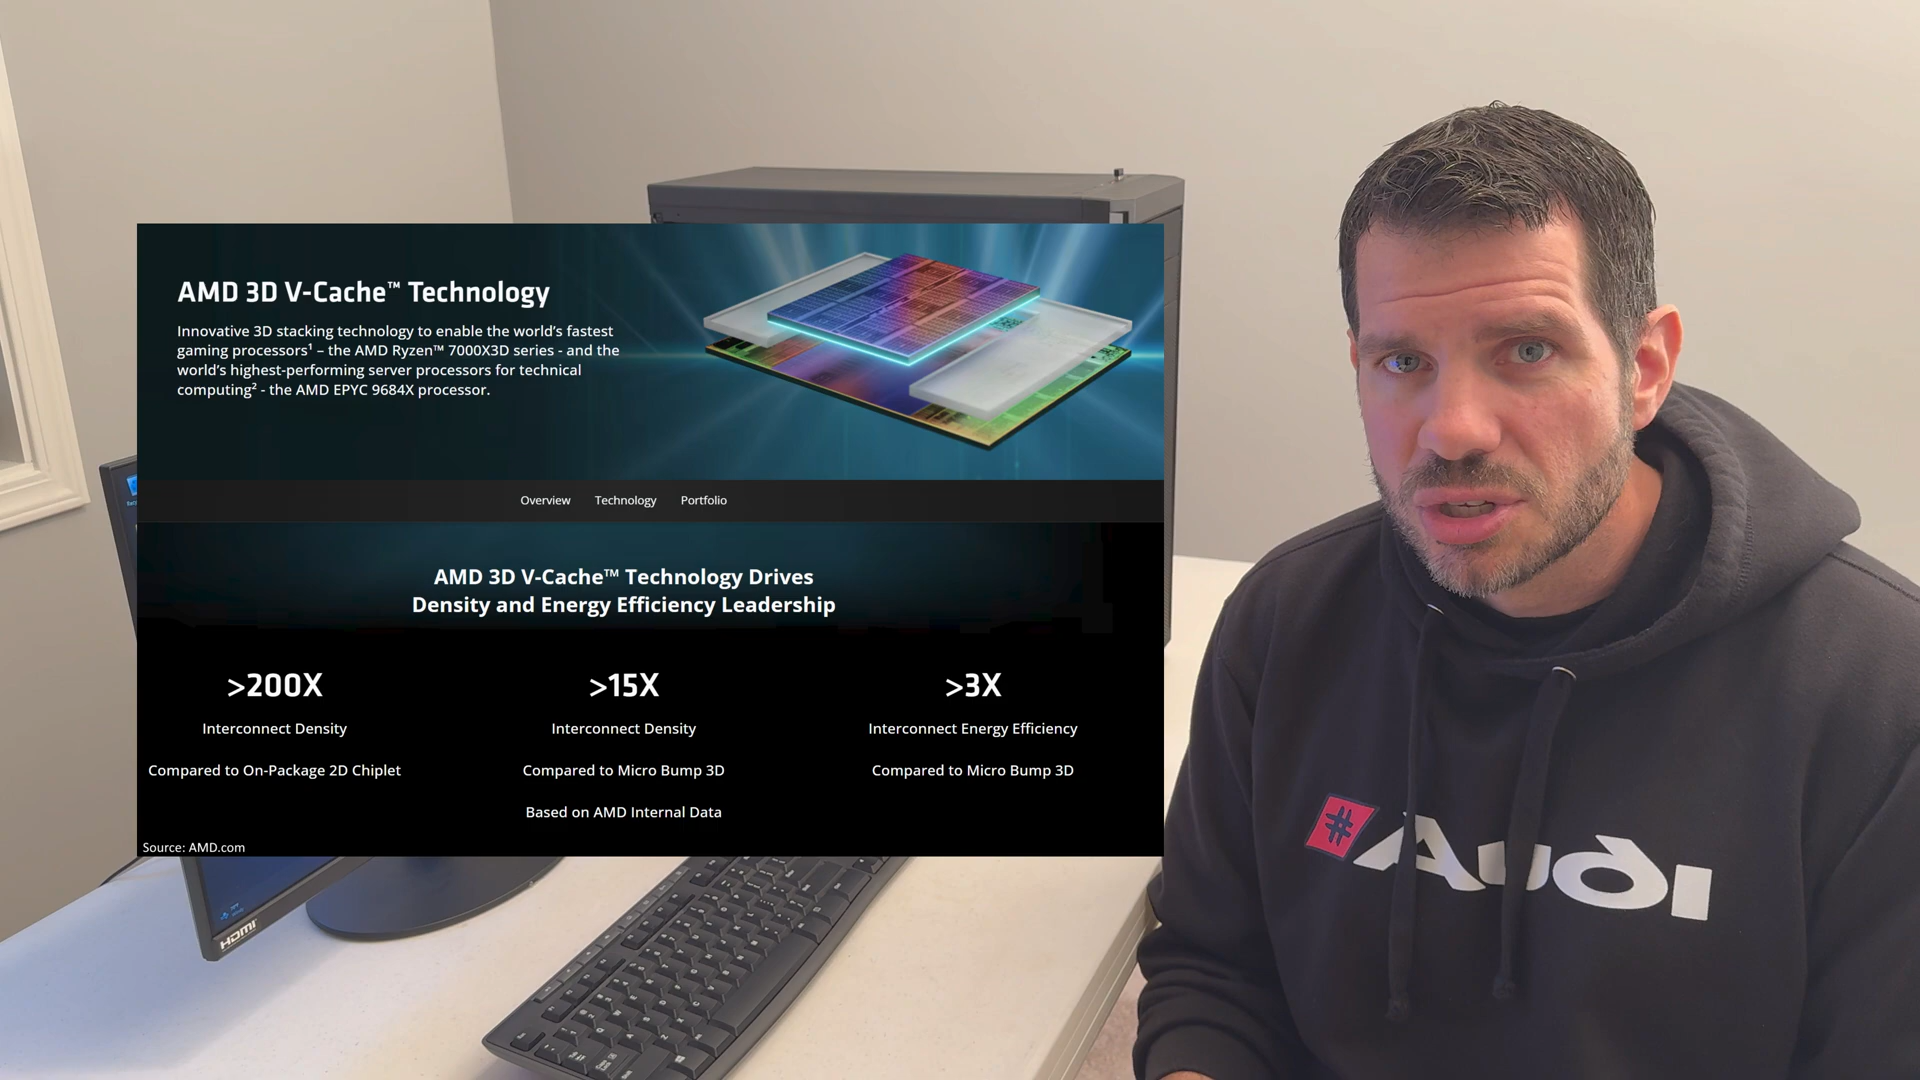 AMD 3D V-Cache™ Technology
Innovative 3D stacking technology to enable the world's fastest
gaming processors¹ – the AMD Ryzen™ 7000X3D series - and the
world's highest-performing server processors for technical
computing² - the AMD EPYC 9684X processor.
Overview Technology Portfolio
AMD 3D V-Cache™ Technology Drives
Density and Energy Efficiency Leadership
>200X >15X >3X
Interconnect Density Interconnect Density Interconnect Energy Efficiency
Compared to On-Package 2D Chiplet Compared to Micro Bump 3D Compared to Micro Bump 3D
Based on AMD Internal Data
Source: AMD.com
#Audi
HDMI